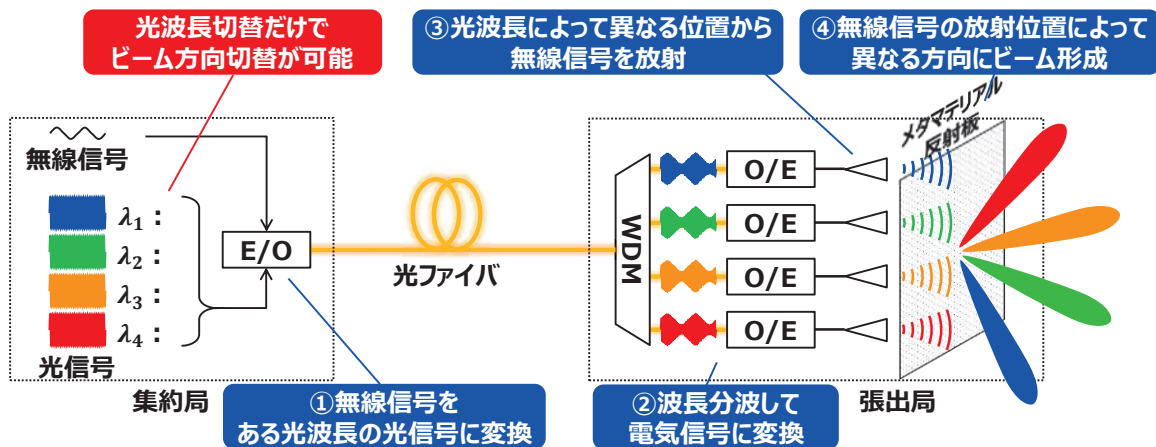 光波長切替だけで
ビーム方向切替が可能
③光波長によって異なる位置から
無線信号を放射
④無線信号の放射位置によって
異なる方向にビーム形成
無線信号
λ₁：
λ₂：
λ₃：
λ₄：
光信号
E/O
集約局
①無線信号を
ある光波長の光信号に変換
光ファイバ
WDM
O/E
O/E
O/E
O/E
メタマテリアル
反射板
②波長分波して
電気信号に変換
張出局